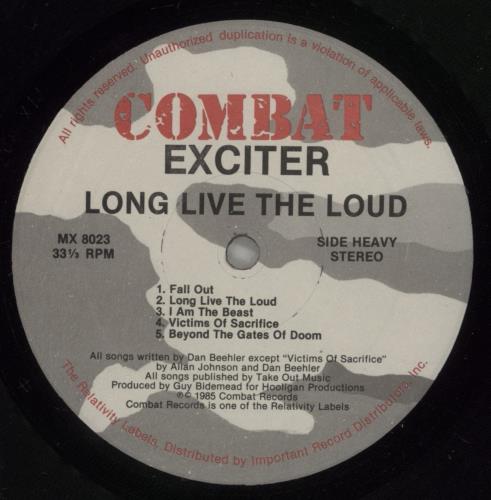 All rights reserved. Unauthorized duplication is a violation of applicable laws.
COMBAT
EXCITER
LONG LIVE THE LOUD
MX 8023
33⅓ RPM
SIDE HEAVY
STEREO
1. Fall Out
2. Long Live The Loud
3. I Am The Beast
4. Victims Of Sacrifice
5. Beyond The Gates Of Doom
All songs written by Dan Beehler except "Victims Of Sacrifice"
by Allan Johnson and Dan Beehler
All songs published by Take Out Music
Produced by Guy Bidemead for Hooligan Productions
℗© 1985 Combat Records
Combat Records is one of the Relativity Labels
The Relativity Labels, Distributed by Important Record Distributors, Inc.